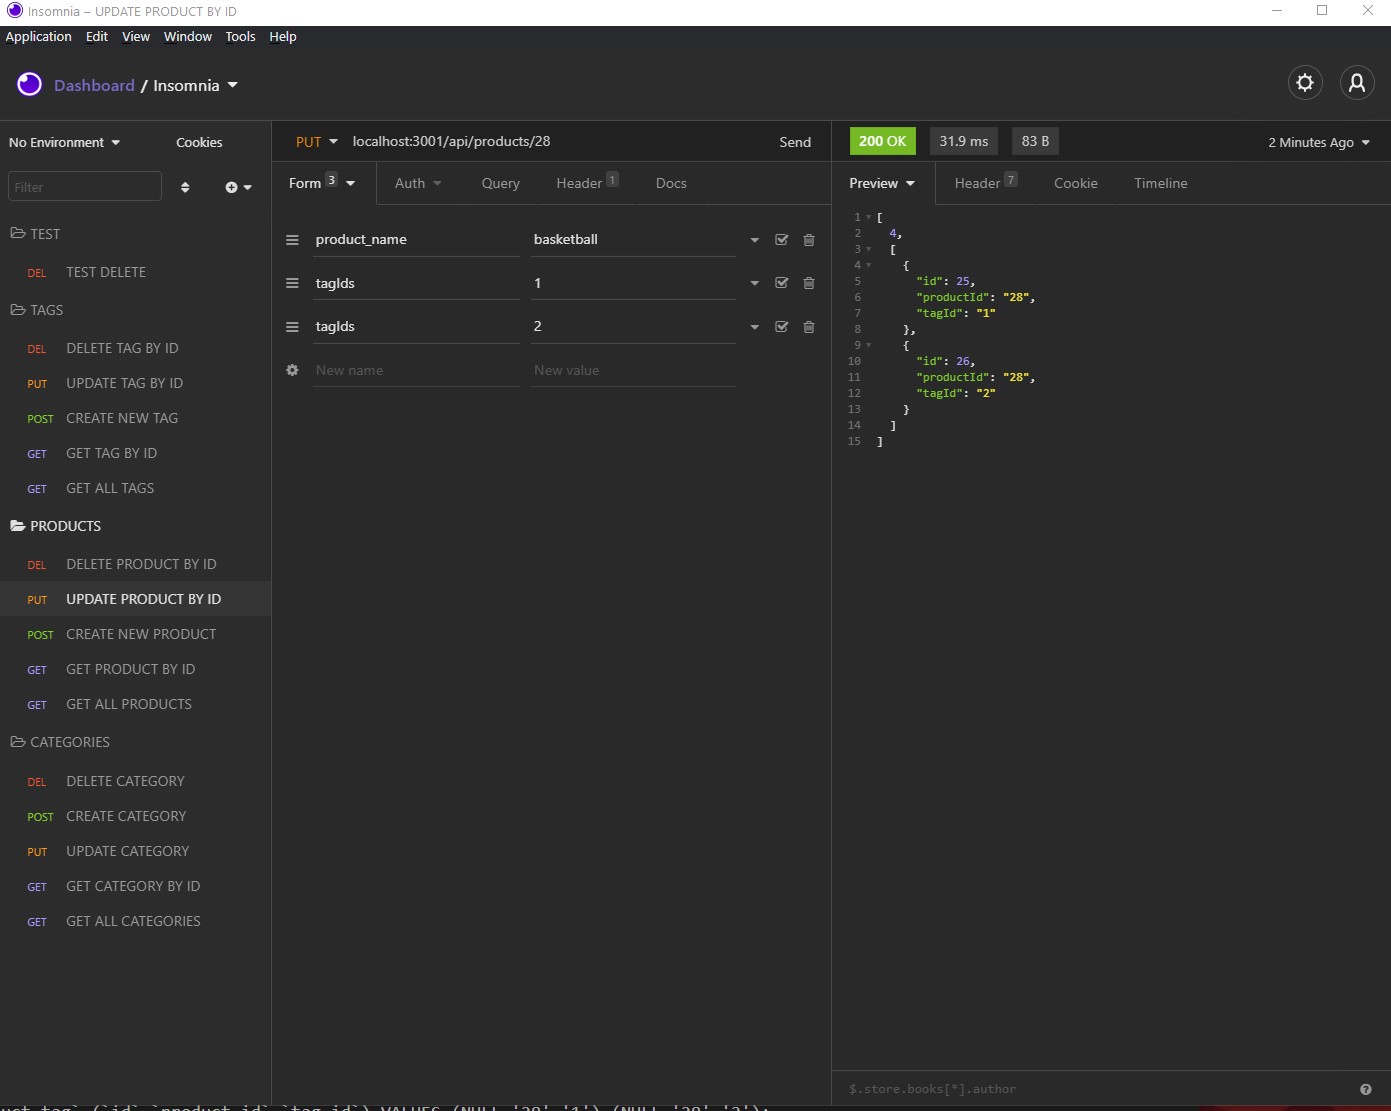 Insomnia – UPDATE PRODUCT BY ID
Application Edit View Window Tools Help
Dashboard / Insomnia
No Environment Cookies
Filter
TEST
DEL TEST DELETE
TAGS
DEL DELETE TAG BY ID
PUT UPDATE TAG BY ID
POST CREATE NEW TAG
GET GET TAG BY ID
GET GET ALL TAGS
PRODUCTS
DEL DELETE PRODUCT BY ID
PUT UPDATE PRODUCT BY ID
POST CREATE NEW PRODUCT
GET GET PRODUCT BY ID
GET GET ALL PRODUCTS
CATEGORIES
DEL DELETE CATEGORY
POST CREATE CATEGORY
PUT UPDATE CATEGORY
GET GET CATEGORY BY ID
GET GET ALL CATEGORIES
PUT localhost:3001/api/products/28 Send
Form 3 Auth Query Header 1 Docs
product_name basketball
tagIds 1
tagIds 2
New name New value
200 OK 31.9 ms 83 B 2 Minutes Ago
Preview Header 7 Cookie Timeline
1 [
2 4,
3 [
4 {
5 "id": 25,
6 "productId": "28",
7 "tagId": "1"
8 },
9 {
10 "id": 26,
11 "productId": "28",
12 "tagId": "2"
13 }
14 ]
15 ]
$.store.books[*].author